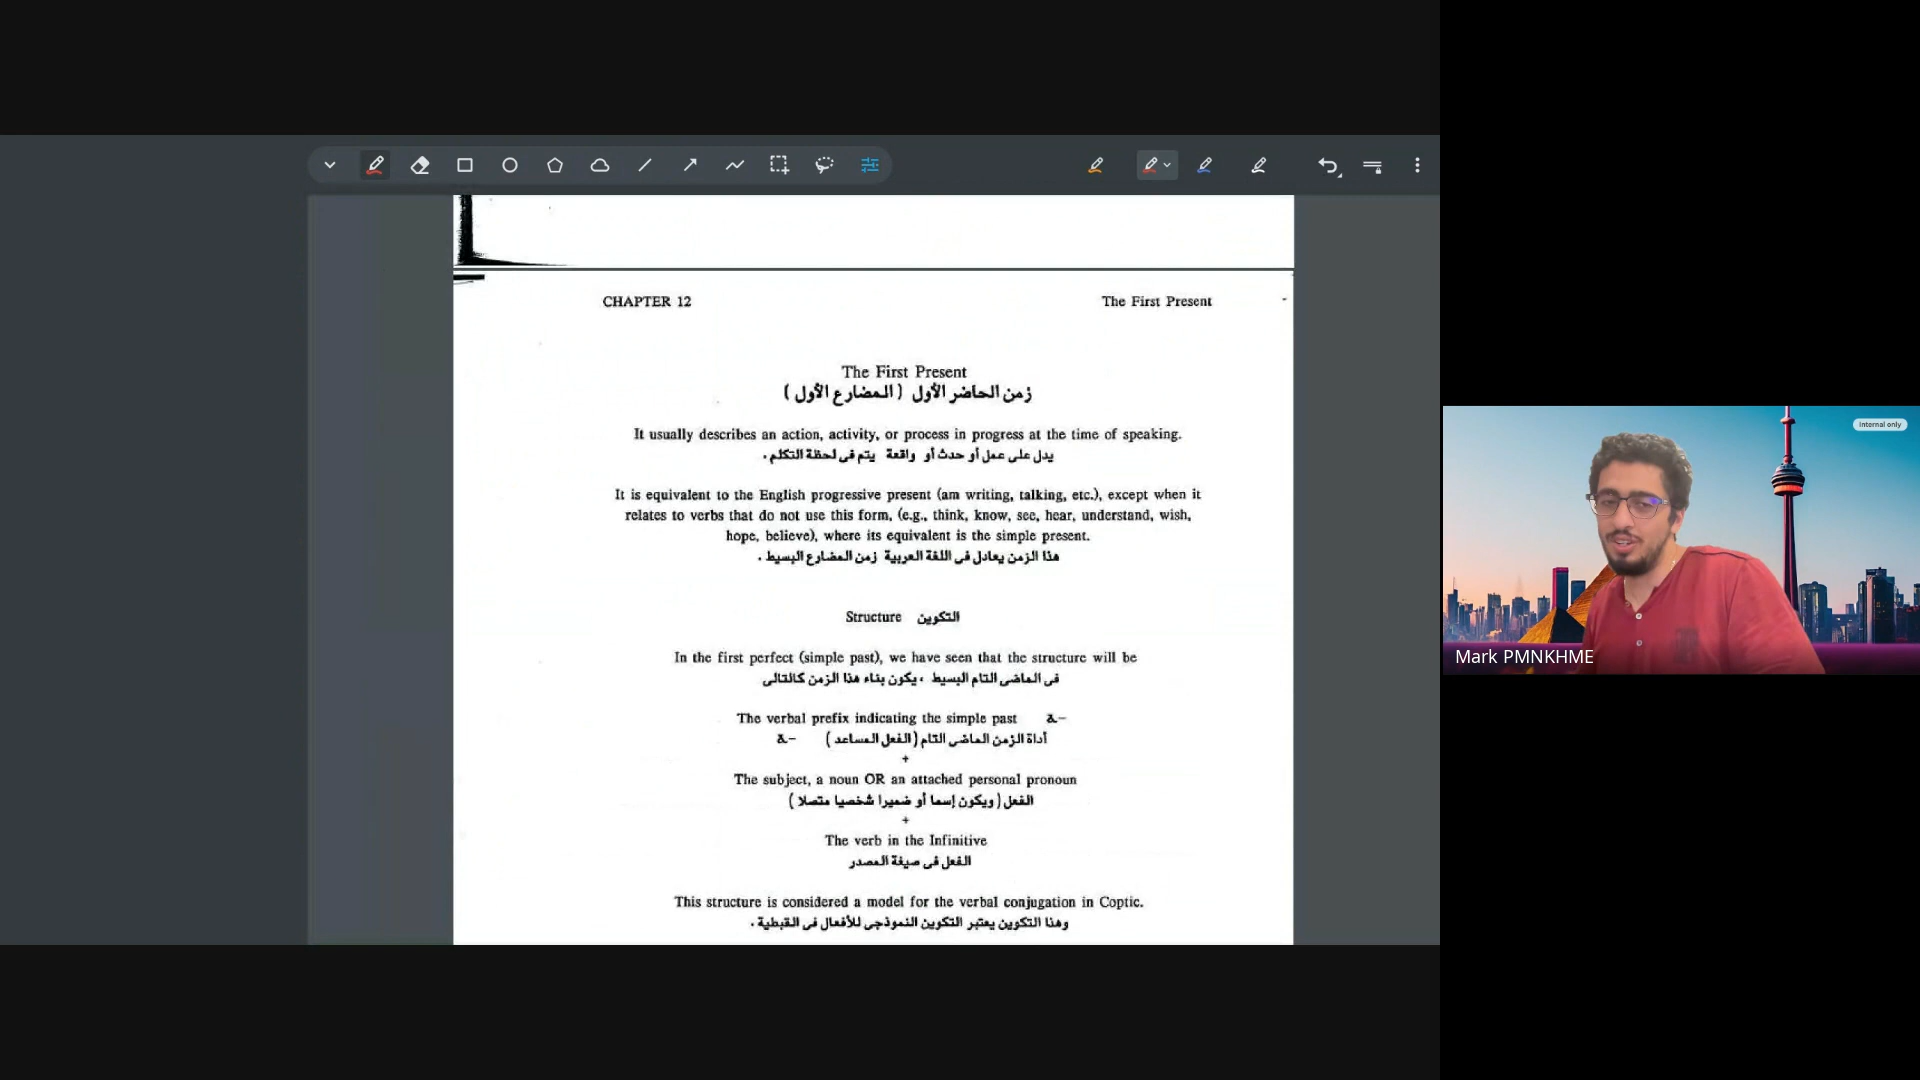 CHAPTER 12
The First Present
The First Present
زمن الحاضر الأول ( المضارع الأول )
It usually describes an action, activity, or process in progress at the time of speaking.
يدل على عمل أو حدث أو واقعة يتم فى لحظة التكلم .
It is equivalent to the English progressive present (am writing, talking, etc.), except when it
relates to verbs that do not use this form, (e.g., think, know, see, hear, understand, wish,
hope, believe), where its equivalent is the simple present.
هذا الزمن يعادل فى اللغة العربية زمن المضارع البسيط .
Structure التكوين
In the first perfect (simple past), we have seen that the structure will be
فى الماضى التام البسيط ، يكون بناء هذا الزمن كالتالى
The verbal prefix indicating the simple past ⲁ–
أداة الزمن الماضى التام ( الفعل المساعد ) ⲁ–
+
The subject, a noun OR an attached personal pronoun
الفعل ( ويكون إسما أو ضميرا شخصيا متصلا )
+
The verb in the Infinitive
الفعل فى صيغة المصدر
This structure is considered a model for the verbal conjugation in Coptic.
وهذا التكوين يعتبر التكوين النموذجى للأفعال فى القبطية .
Internal only
Mark PMNKHME